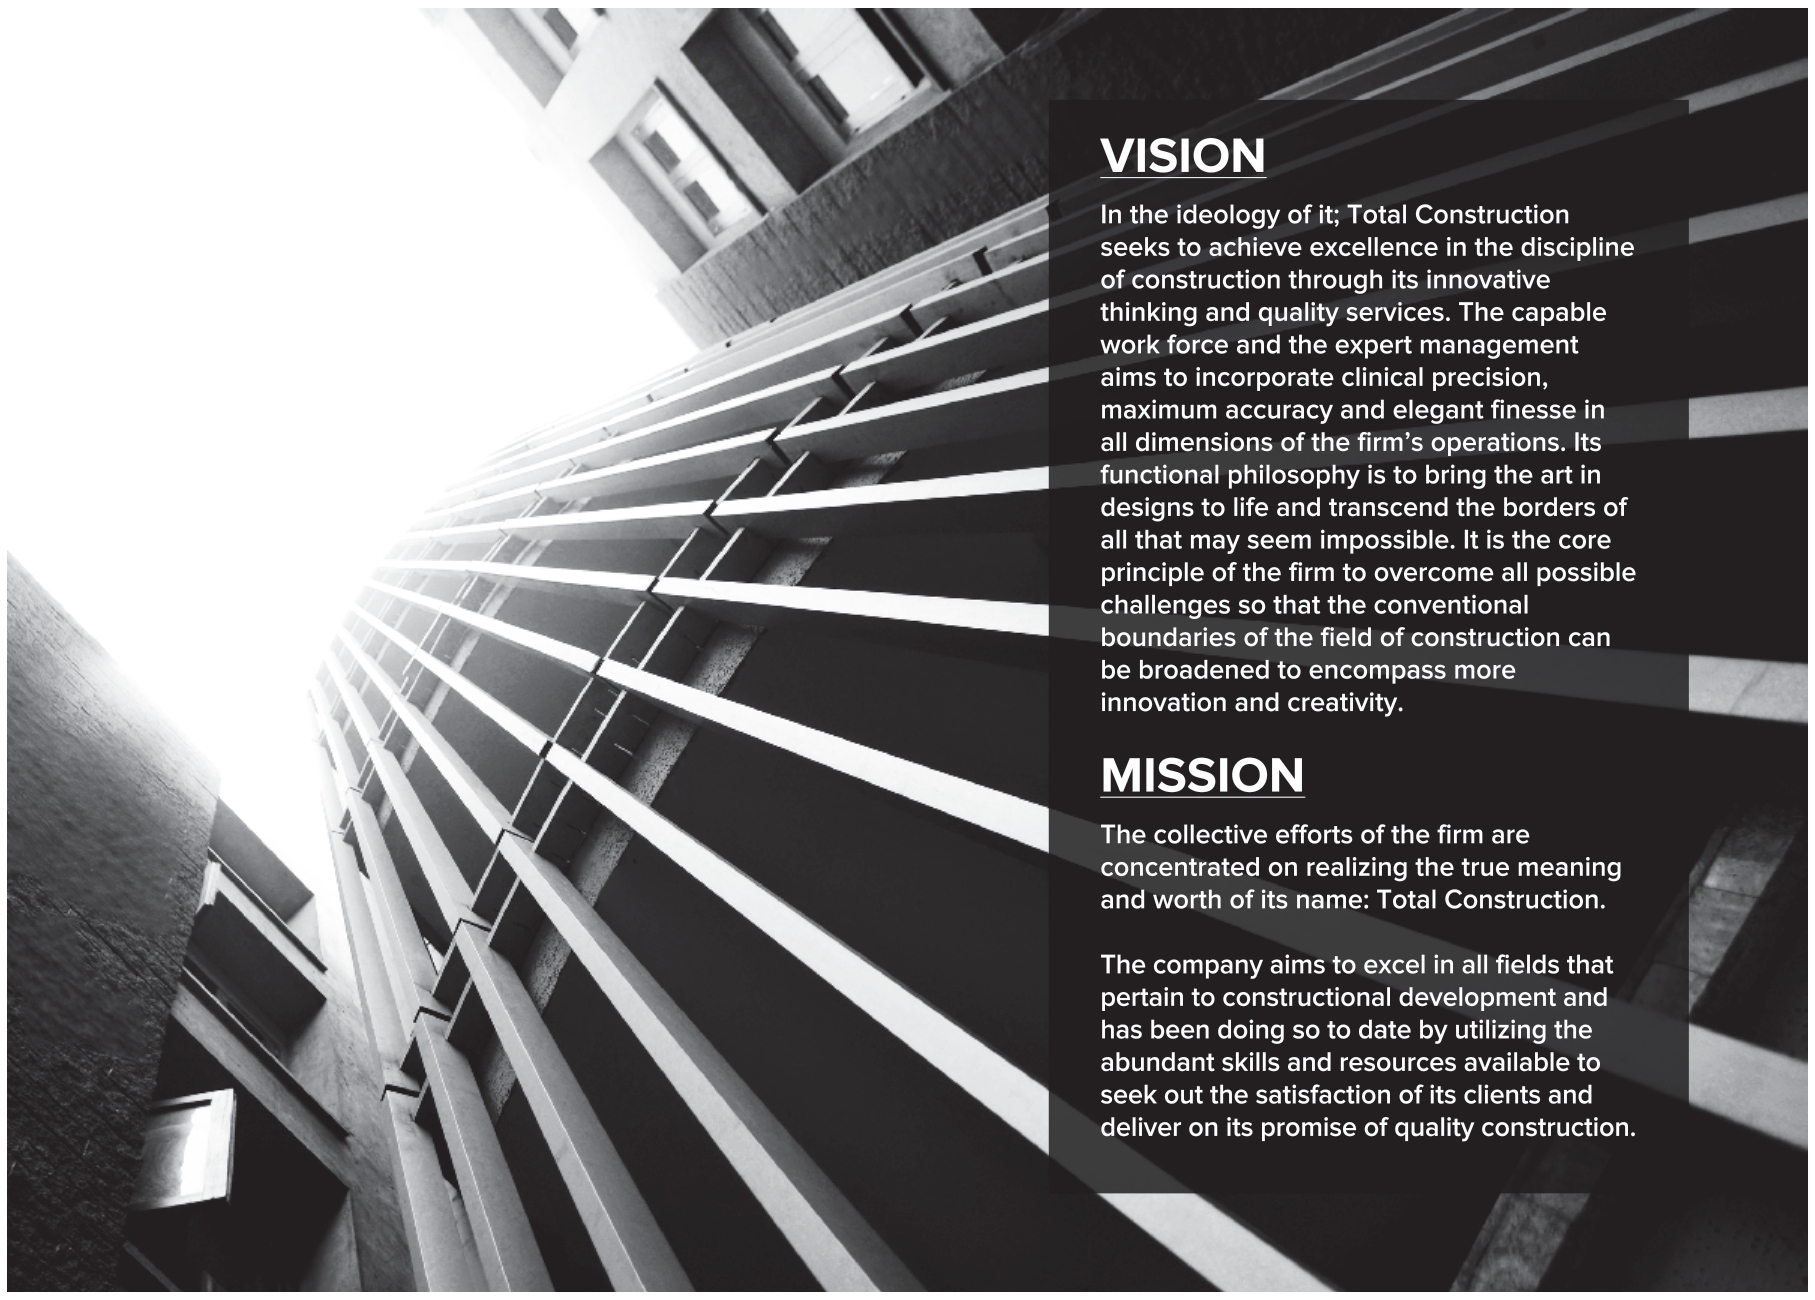 VISION
In the ideology of it; Total Construction
seeks to achieve excellence in the discipline
of construction through its innovative
thinking and quality services. The capable
work force and the expert management
aims to incorporate clinical precision,
maximum accuracy and elegant finesse in
all dimensions of the firm’s operations. Its
functional philosophy is to bring the art in
designs to life and transcend the borders of
all that may seem impossible. It is the core
principle of the firm to overcome all possible
challenges so that the conventional
boundaries of the field of construction can
be broadened to encompass more
innovation and creativity.
MISSION
The collective efforts of the firm are
concentrated on realizing the true meaning
and worth of its name: Total Construction.
The company aims to excel in all fields that
pertain to constructional development and
has been doing so to date by utilizing the
abundant skills and resources available to
seek out the satisfaction of its clients and
deliver on its promise of quality construction.